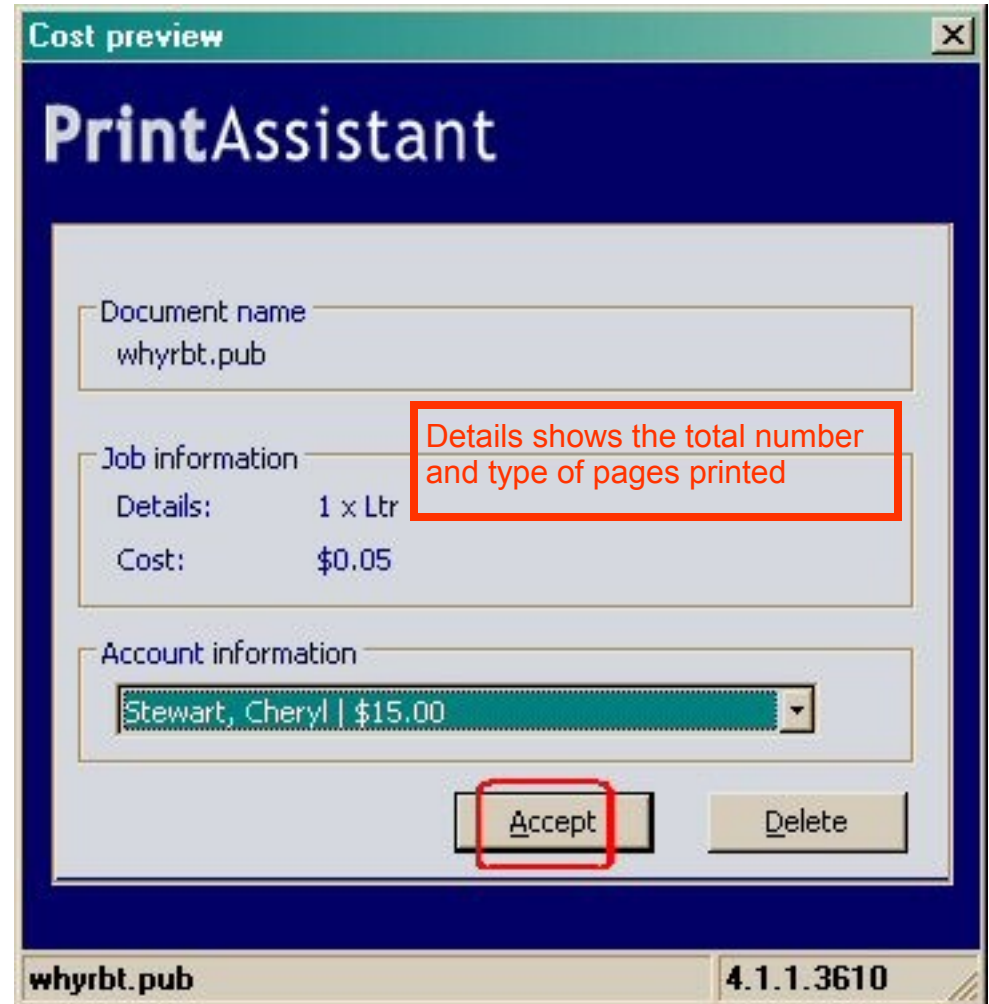 Cost preview
PrintAssistant
Document name
whyrbt.pub
Details shows the total number
and type of pages printed
Job information
Details: 1 x Ltr
Cost: $0.05
Account information
Stewart, Cheryl | $15.00
Accept Delete
whyrbt.pub 4.1.1.3610